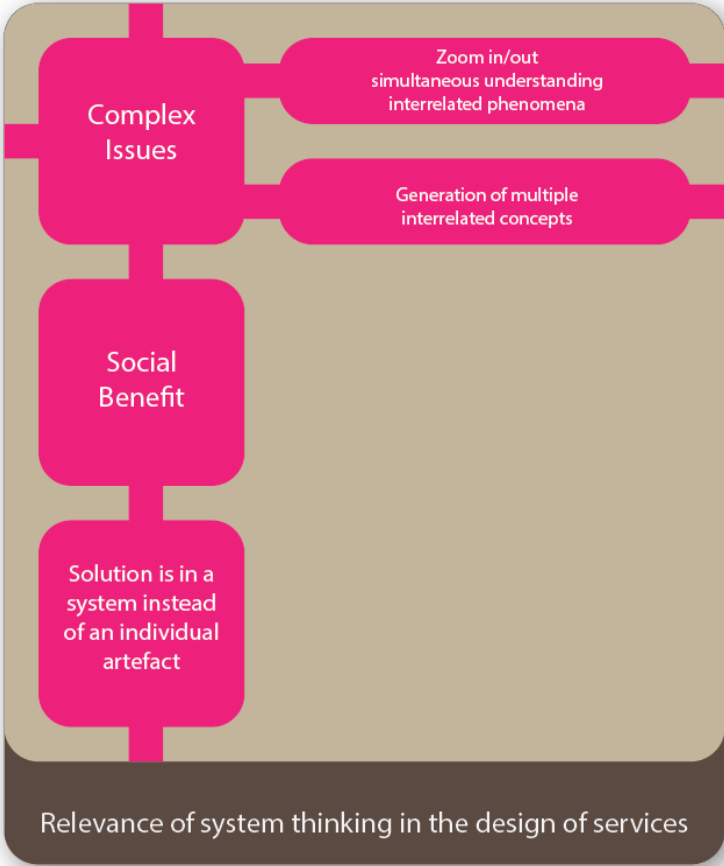 Complex
Issues
Zoom in/out
simultaneous understanding
interrelated phenomena
Generation of multiple
interrelated concepts
Social
Benefit
Solution is in a
system instead
of an individual
artefact
Relevance of system thinking in the design of services